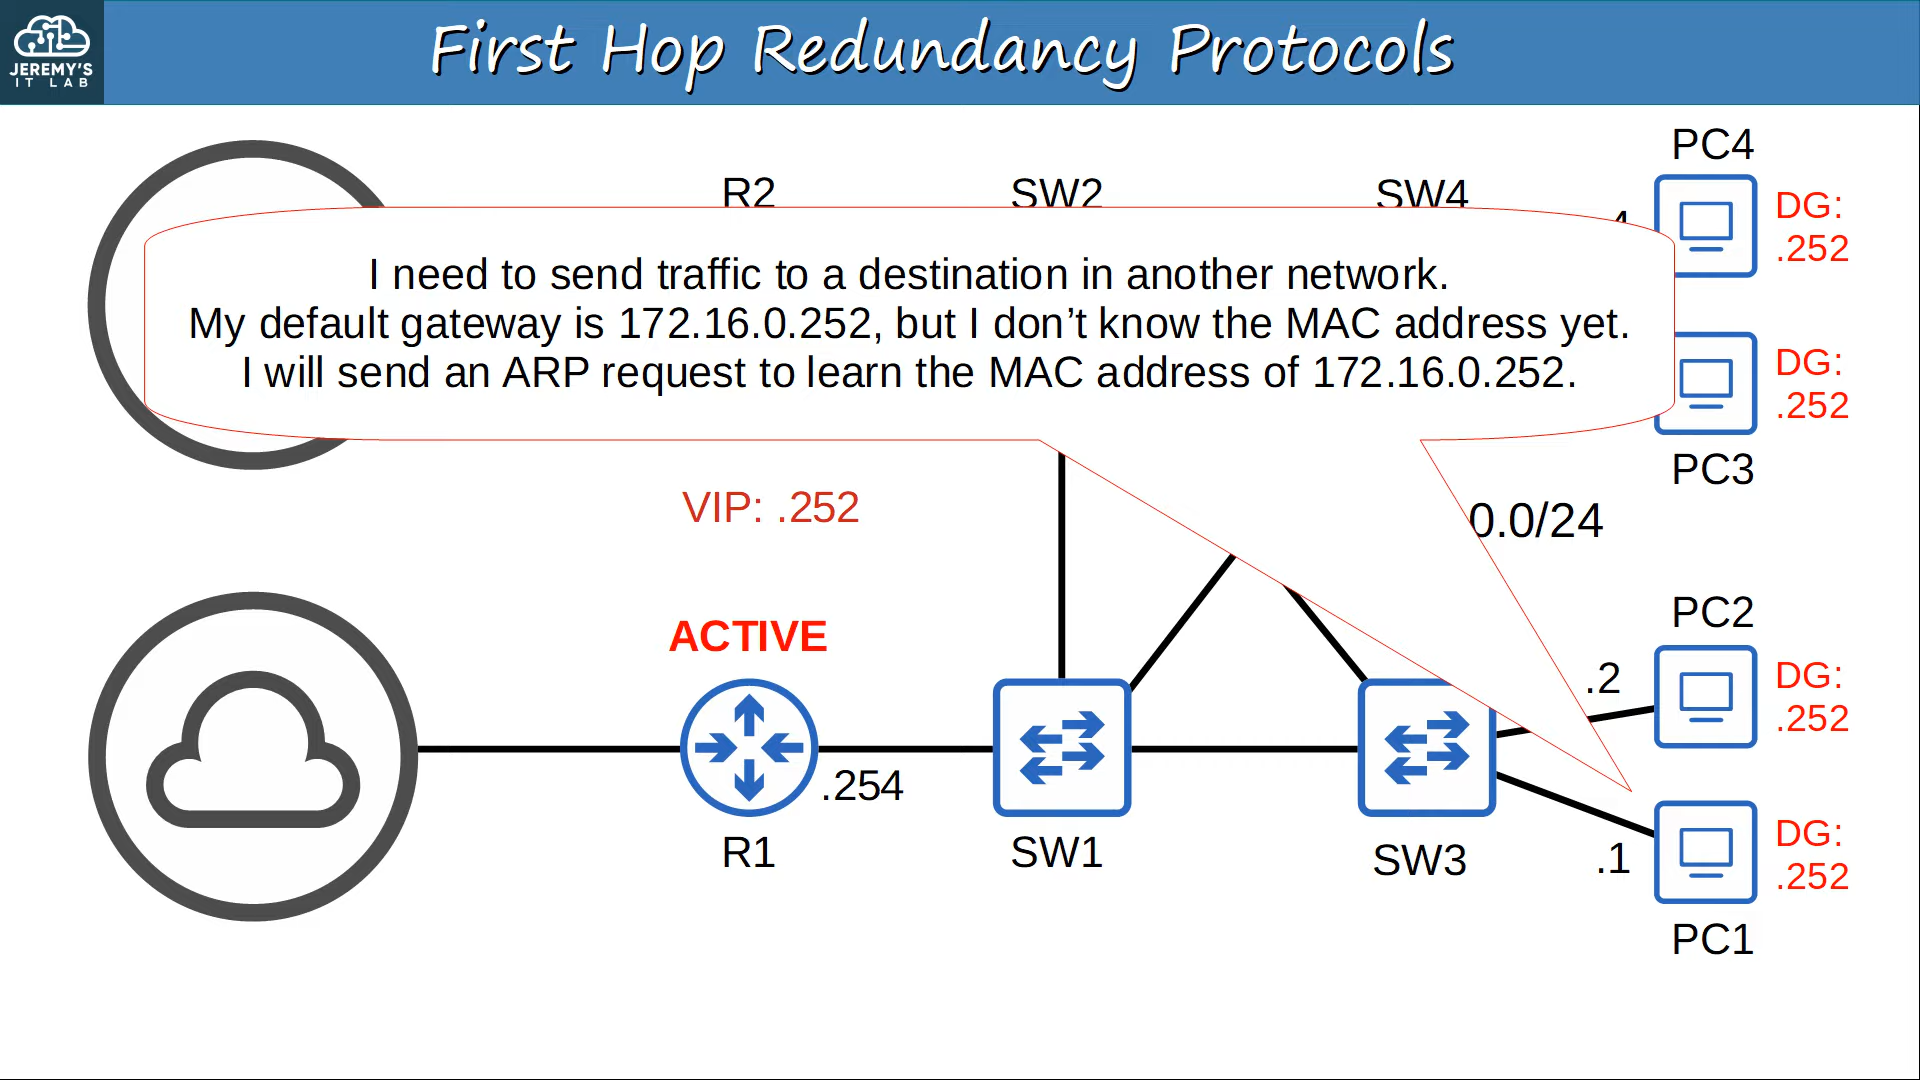 JEREMY'S
IT LAB
First Hop Redundancy Protocols
PC4
R2
SW2
SW4
DG:
.252
I need to send traffic to a destination in another network.
My default gateway is 172.16.0.252, but I don’t know the MAC address yet.
I will send an ARP request to learn the MAC address of 172.16.0.252.
DG:
.252
PC3
VIP: .252
0.0/24
PC2
ACTIVE
.2
DG:
.252
.254
R1
SW1
SW3
.1
DG:
.252
PC1